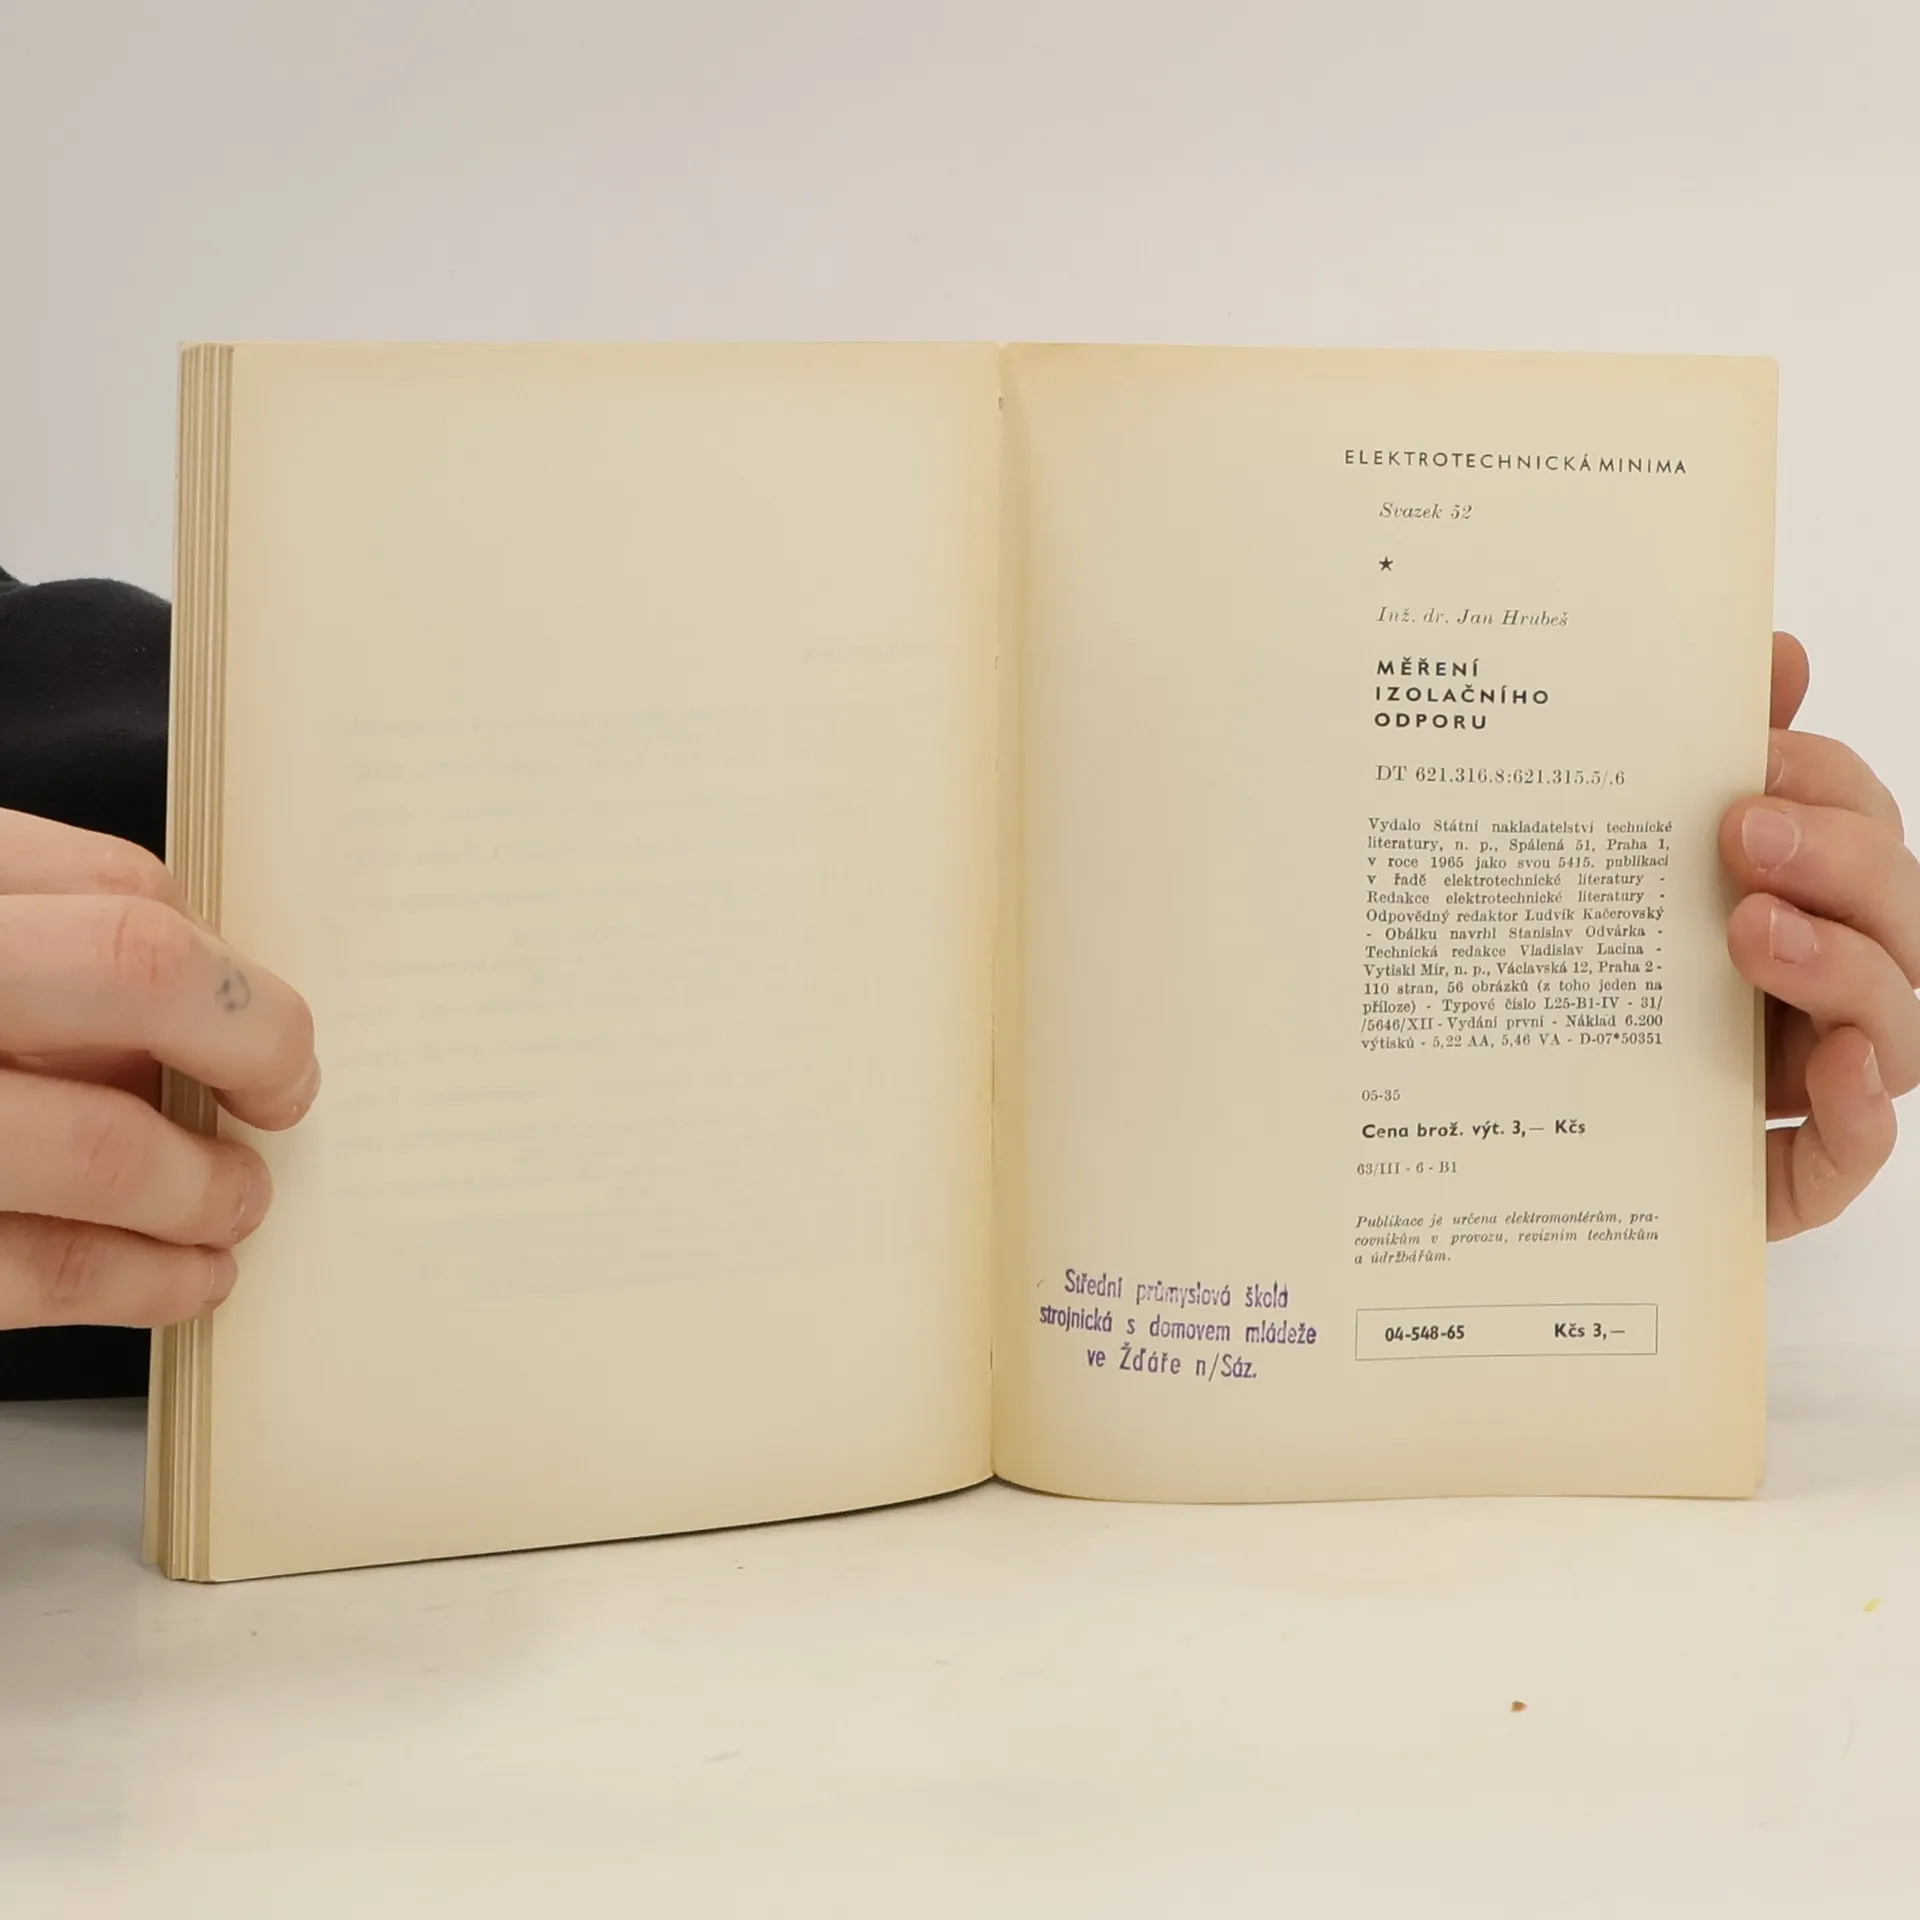 ELEKTROTECHNICKÁ MINIMA
Svazek 52
★
Inž. dr. Jan Hrubeš
MĚŘENÍ
IZOLAČNÍHO
ODPORU
DT 621.316.8:621.315.5/.6
Vydalo Státní nakladatelství technické
literatury, n. p., Spálená 51, Praha 1,
v roce 1965 jako svou 5415. publikaci
v řadě elektrotechnické literatury -
Redakce elektrotechnické literatury -
Odpovědný redaktor Ludvík Kačerovský
- Obálku navrhl Stanislav Odvárka -
Technická redakce Vladislav Lacina -
Vytiskl Mír, n. p., Václavská 12, Praha 2 -
110 stran, 56 obrázků (z toho jeden na
příloze) - Typové číslo L25-B1-IV - 31/
/5646/XII - Vydání první - Náklad 6.200
výtisků - 5,22 AA, 5,46 VA - D-07*50351
05-35
Cena brož. výt. 3,— Kčs
63/III - 6 - B1
Publikace je určena elektromontérům, pra-
covníkům v provozu, revizním technikům
a údržbářům.
Střední průmyslová škola
strojnická s domovem mládeže
ve Žďáře n/Sáz.
04-548-65 Kčs 3,—